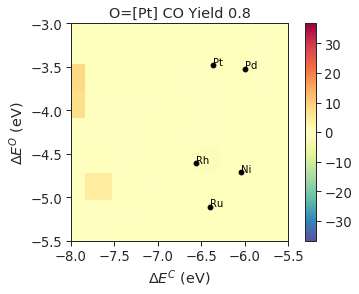 O=[Pt] CO Yield 0.8
−3.0
−3.5
−4.0
−4.5
−5.0
−5.5
ΔE^O (eV)
Pt
Pd
Rh
Ni
Ru
−8.0 −7.5 −7.0 −6.5 −6.0 −5.5
ΔE^C (eV)
30
20
10
0
−10
−20
−30